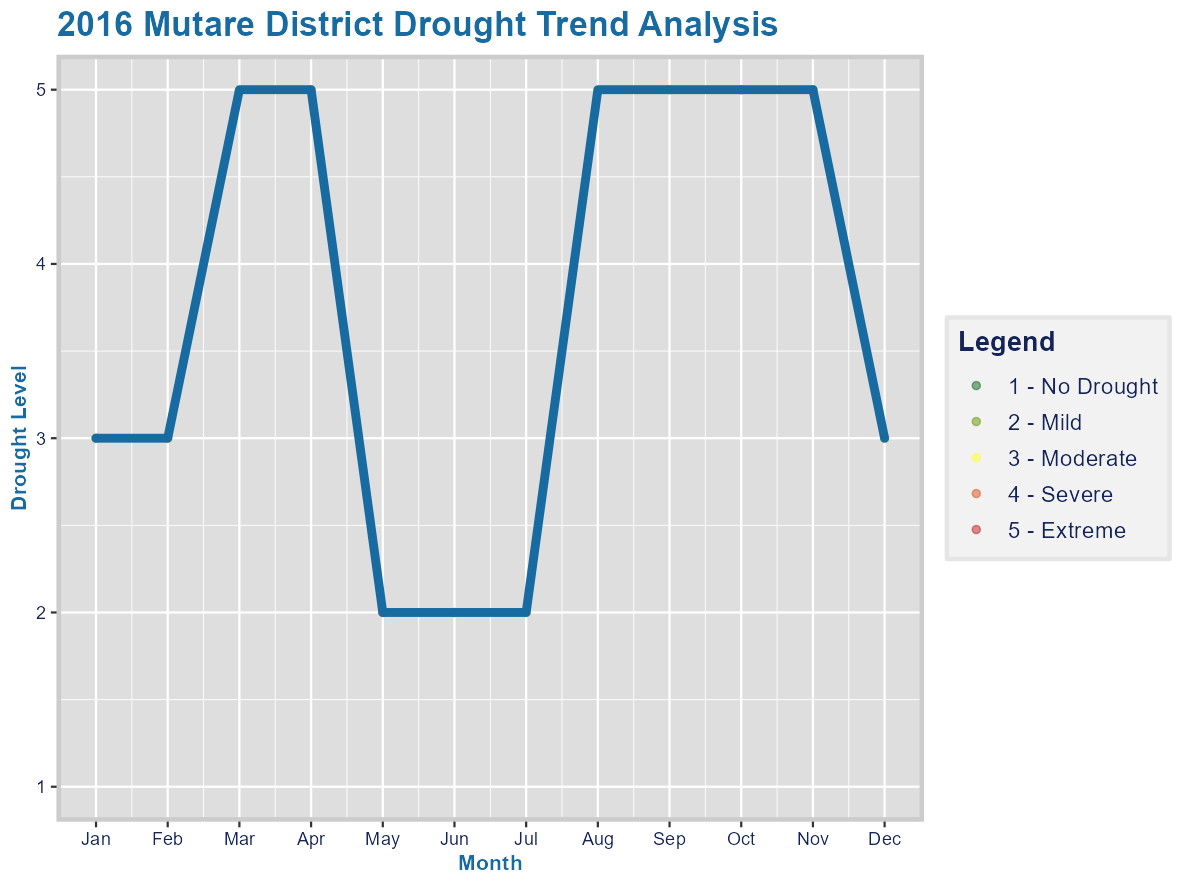 2016 Mutare District Drought Trend Analysis
Drought Level
5
4
3
2
1
Jan Feb Mar Apr May Jun Jul Aug Sep Oct Nov Dec
Month
Legend
1 - No Drought
2 - Mild
3 - Moderate
4 - Severe
5 - Extreme